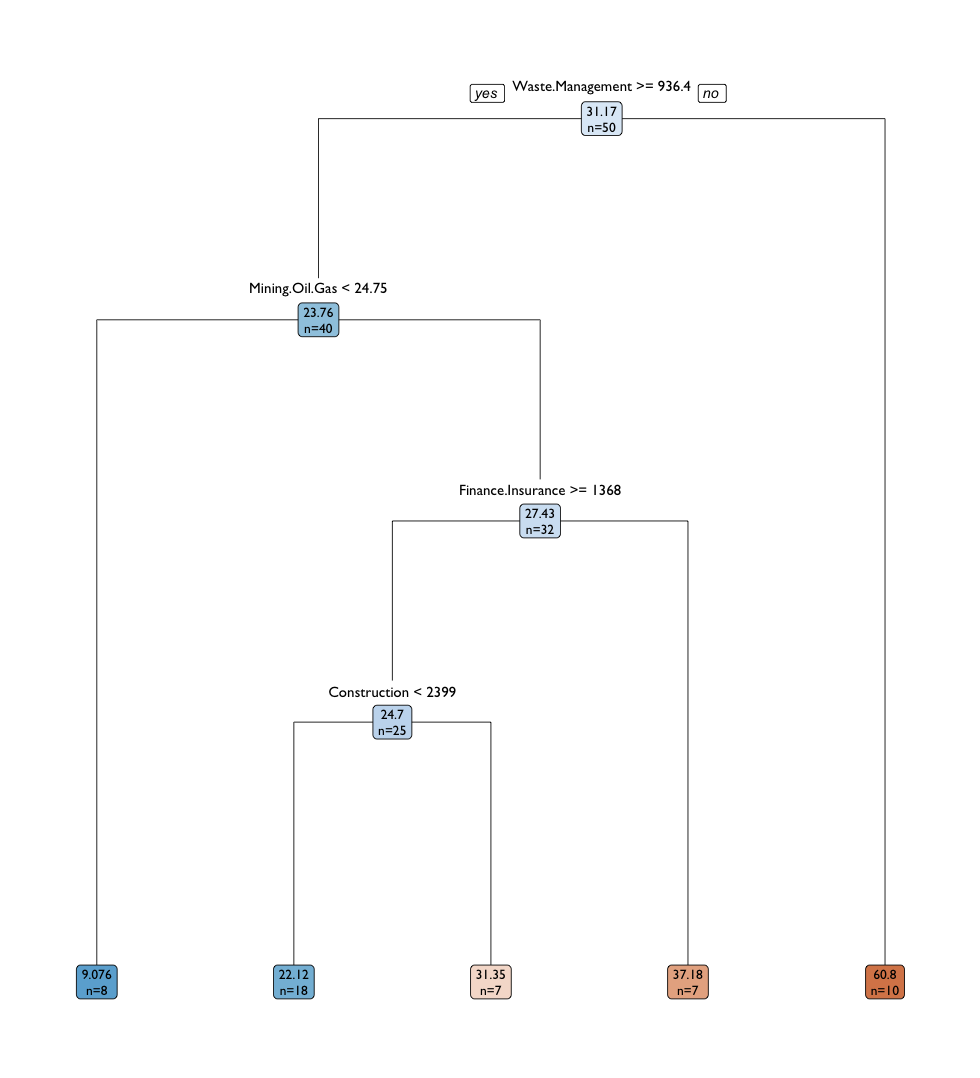 yes Waste.Management >= 936.4 no
31.17
n=50
Mining.Oil.Gas < 24.75
23.76
n=40
Finance.Insurance >= 1368
27.43
n=32
Construction < 2399
24.7
n=25
9.076
n=8
22.12
n=18
31.35
n=7
37.18
n=7
60.8
n=10